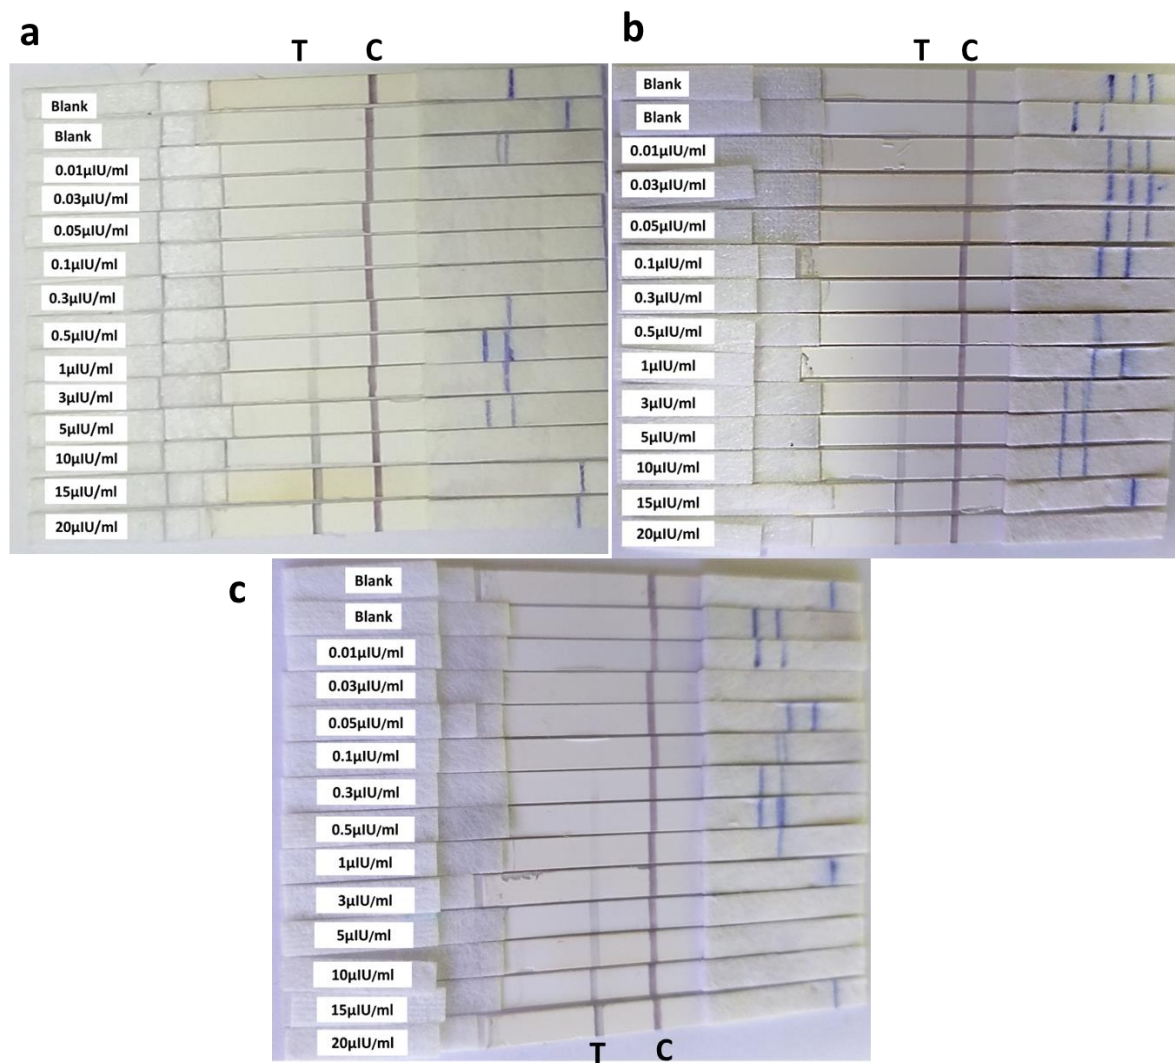 a
T C
Blank
Blank
0.01µIU/ml
0.03µIU/ml
0.05µIU/ml
0.1µIU/ml
0.3µIU/ml
0.5µIU/ml
1µIU/ml
3µIU/ml
5µIU/ml
10µIU/ml
15µIU/ml
20µIU/ml
b
T C
Blank
Blank
0.01µIU/ml
0.03µIU/ml
0.05µIU/ml
0.1µIU/ml
0.3µIU/ml
0.5µIU/ml
1µIU/ml
3µIU/ml
5µIU/ml
10µIU/ml
15µIU/ml
20µIU/ml
c
Blank
Blank
0.01µIU/ml
0.03µIU/ml
0.05µIU/ml
0.1µIU/ml
0.3µIU/ml
0.5µIU/ml
1µIU/ml
3µIU/ml
5µIU/ml
10µIU/ml
15µIU/ml
20µIU/ml
T C